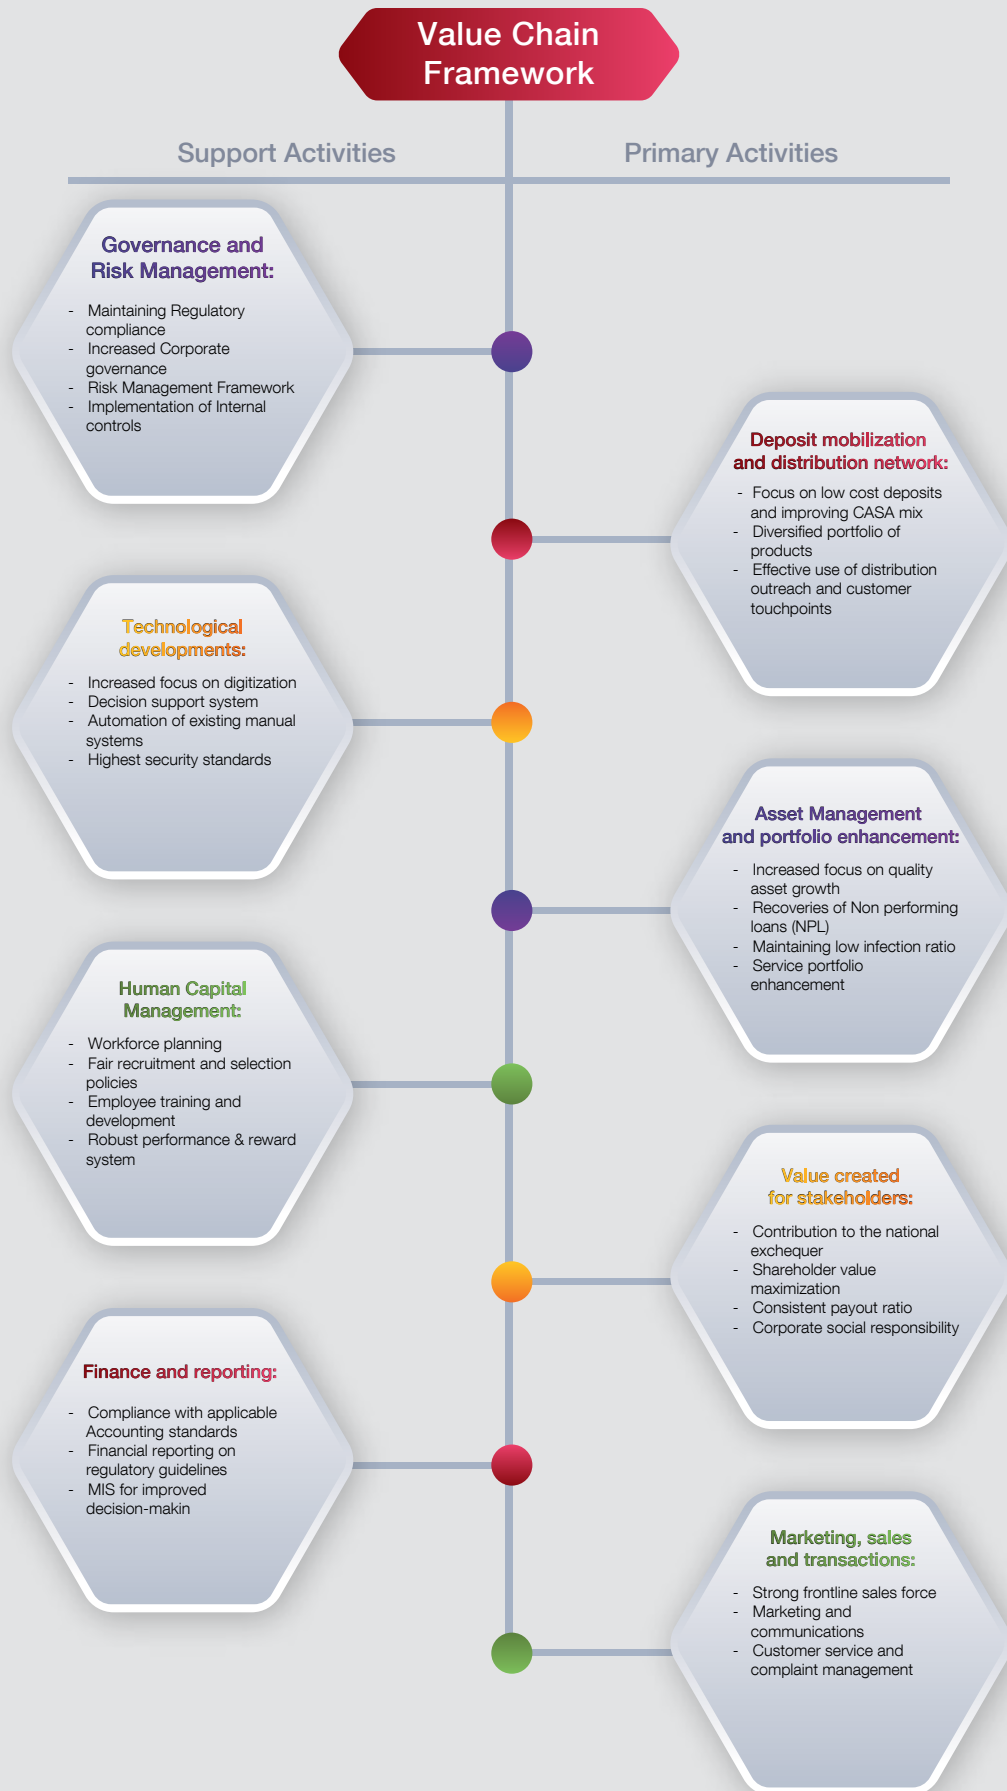 Value Chain
Framework
Support Activities
Primary Activities
Governance and
Risk Management:
- Maintaining Regulatory
compliance
- Increased Corporate
governance
- Risk Management Framework
- Implementation of Internal
controls
Deposit mobilization
and distribution network:
- Focus on low cost deposits
and improving CASA mix
- Diversified portfolio of
products
- Effective use of distribution
outreach and customer
touchpoints
Technological
developments:
- Increased focus on digitization
- Decision support system
- Automation of existing manual
systems
- Highest security standards
Asset Management
and portfolio enhancement:
- Increased focus on quality
asset growth
- Recoveries of Non performing
loans (NPL)
- Maintaining low infection ratio
- Service portfolio
enhancement
Human Capital
Management:
- Workforce planning
- Fair recruitment and selection
policies
- Employee training and
development
- Robust performance & reward
system
Value created
for stakeholders:
- Contribution to the national
exchequer
- Shareholder value
maximization
- Consistent payout ratio
- Corporate social responsibility
Finance and reporting:
- Compliance with applicable
Accounting standards
- Financial reporting on
regulatory guidelines
- MIS for improved
decision-makin
Marketing, sales
and transactions:
- Strong frontline sales force
- Marketing and
communications
- Customer service and
complaint management